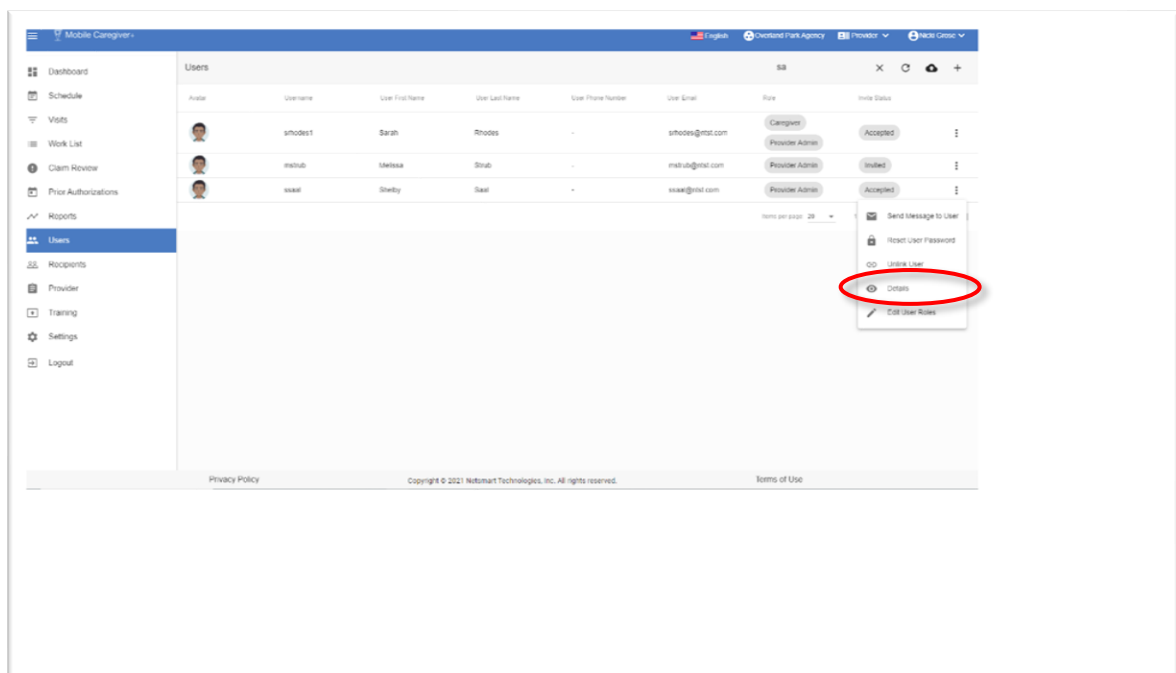 Mobile Caregiver+ English Overland Park Agency Provider Nicki Grose
Dashboard
Schedule
Visits
Work List
Claim Review
Prior Authorizations
Reports
Users
Recipients
Provider
Training
Settings
Logout
Users sa
Avatar Username User First Name User Last Name User Phone Number User Email Role Invite Status
srhodes1 Sarah Rhodes - srhodes@ntst.com Caregiver Provider Admin Accepted
mstrub Melissa Strub - mstrub@ntst.com Provider Admin Invited
ssaal Shelby Saal - ssaal@ntst.com Provider Admin Accepted
Items per page: 20
Send Message to User
Reset User Password
Unlink User
Details
Edit User Roles
Privacy Policy Copyright © 2021 Netsmart Technologies, Inc. All rights reserved. Terms of Use